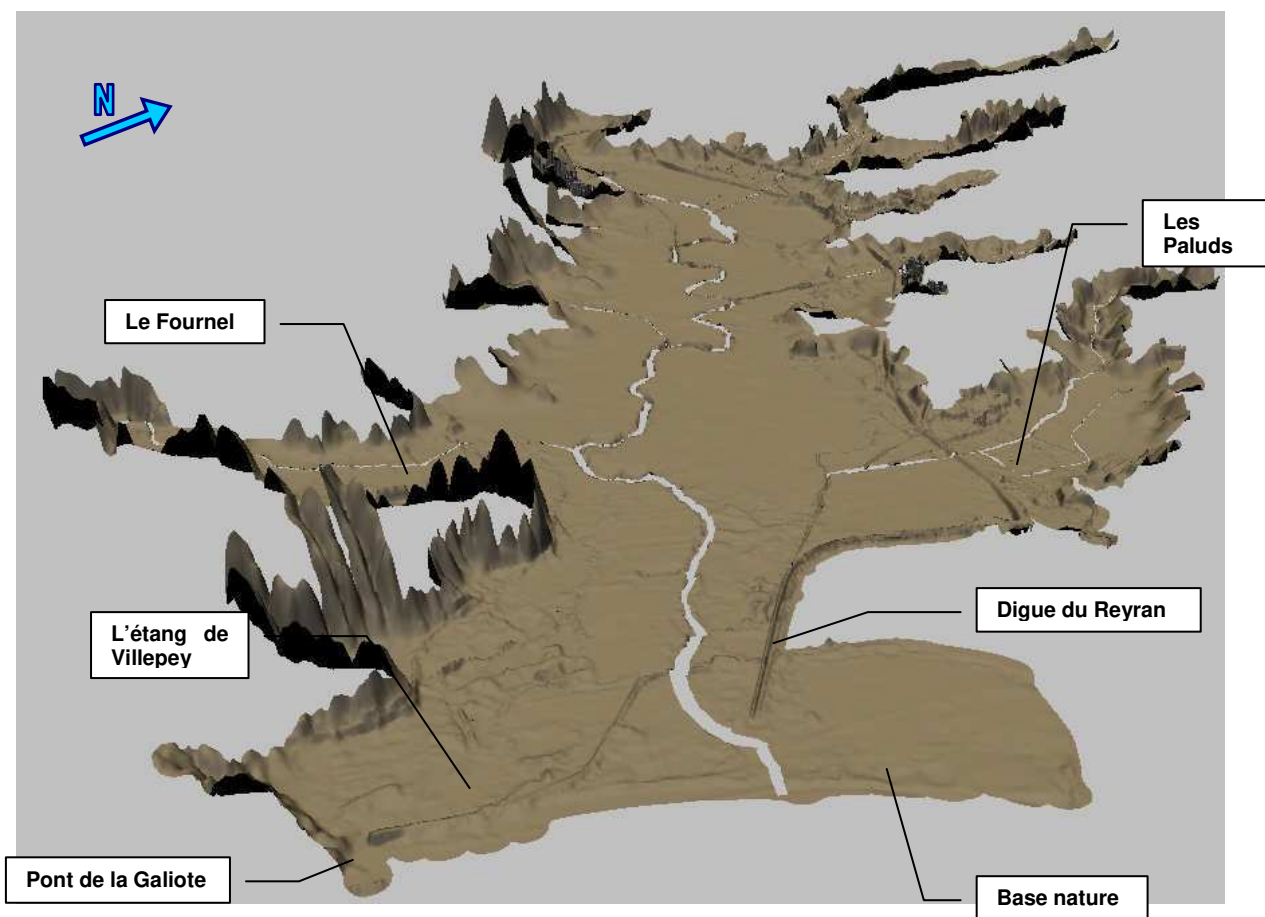 N
Les
Paluds
Le Fournel
Digue du Reyran
L'étang de
Villepey
Pont de la Galiote
Base nature